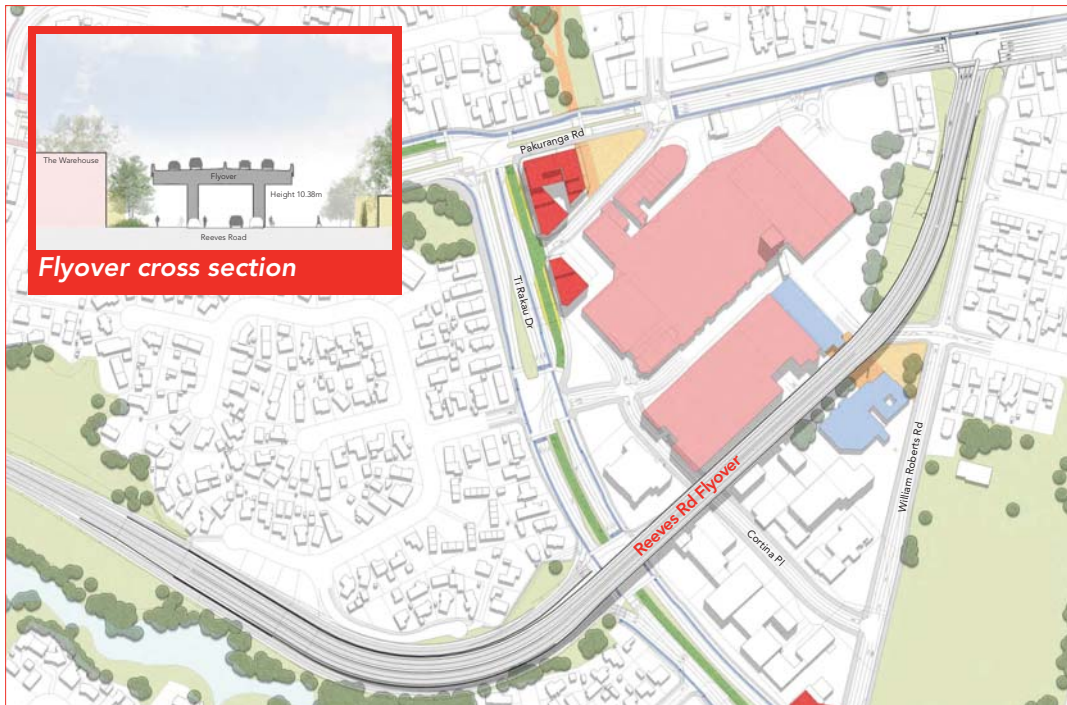 The Warehouse
Flyover
Height 10.38m
Reeves Road
Flyover cross section
Pakuranga Rd
Ti Rakau Dr
Reeves Rd Flyover
William Roberts Rd
Cortina Pl